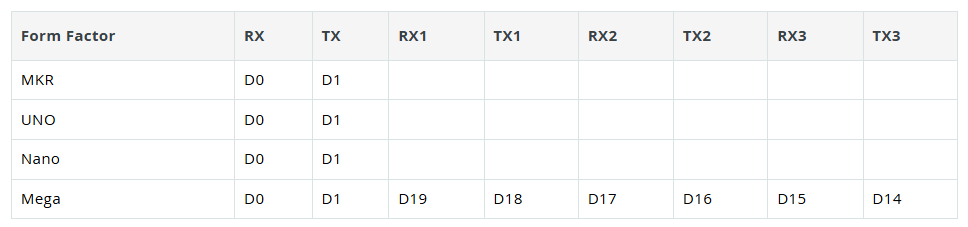 Form Factor RX TX RX1 TX1 RX2 TX2 RX3 TX3
MKR D0 D1
UNO D0 D1
Nano D0 D1
Mega D0 D1 D19 D18 D17 D16 D15 D14